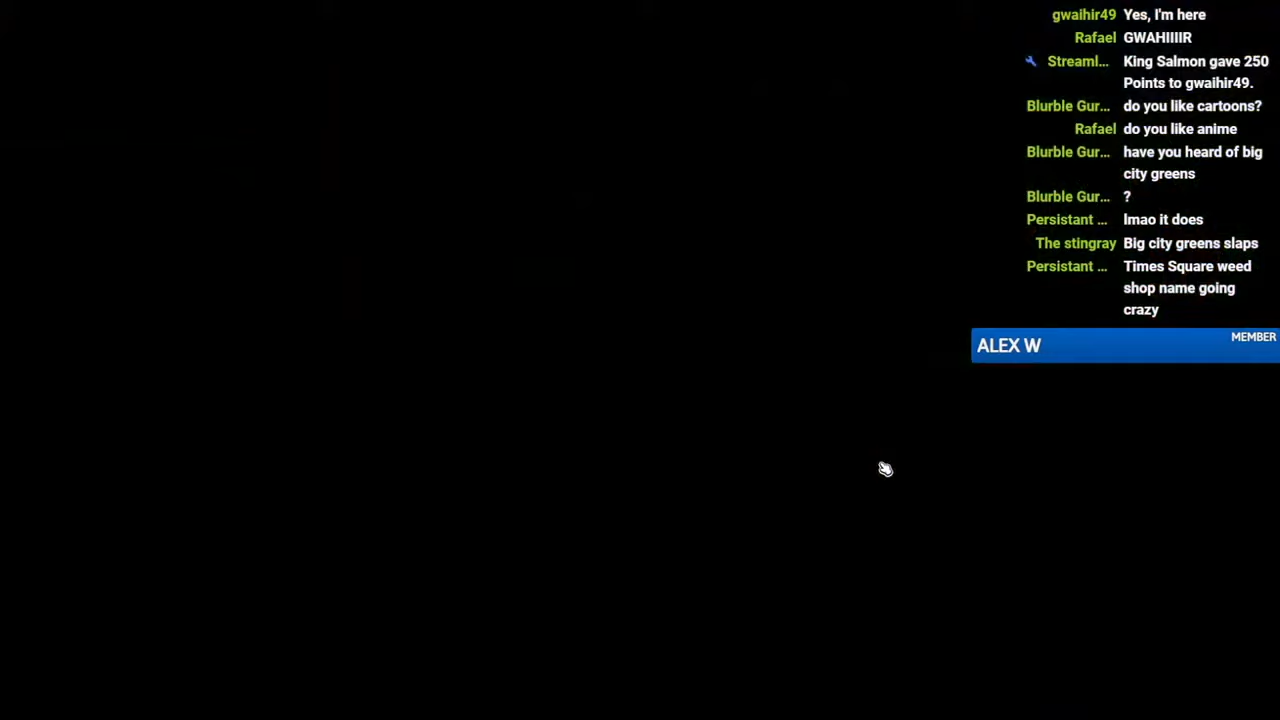 gwaihir49 Yes, I'm here
Rafael GWAHIIIIR
Streaml... King Salmon gave 250
Points to gwaihir49.
Blurble Gur... do you like cartoons?
Rafael do you like anime
Blurble Gur... have you heard of big
city greens
Blurble Gur... ?
Persistant ... lmao it does
The stingray Big city greens slaps
Persistant ... Times Square weed
shop name going
crazy
ALEX W MEMBER